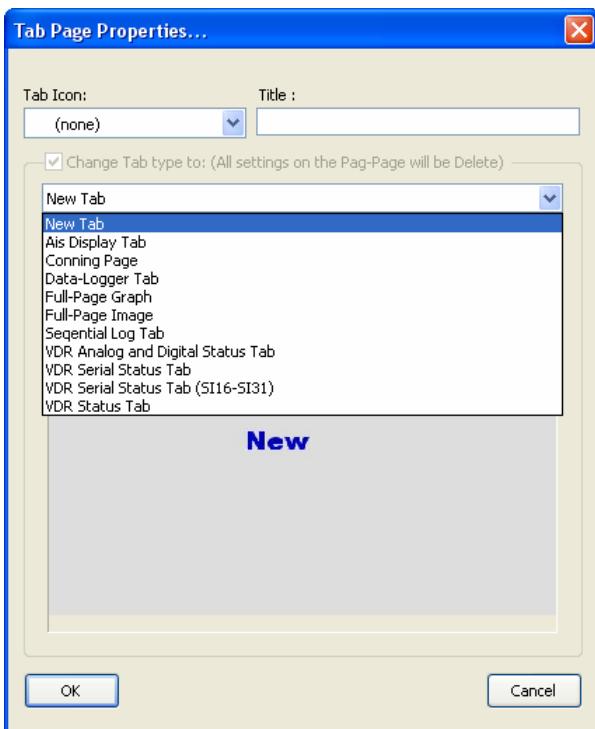 Tab Page Properties...
Tab Icon: Title :
(none)
Change Tab type to: (All settings on the Pag-Page will be Delete)
New Tab
New Tab
Ais Display Tab
Conning Page
Data-Logger Tab
Full-Page Graph
Full-Page Image
Seqential Log Tab
VDR Analog and Digital Status Tab
VDR Serial Status Tab
VDR Serial Status Tab (SI16-SI31)
VDR Status Tab
New
OK Cancel